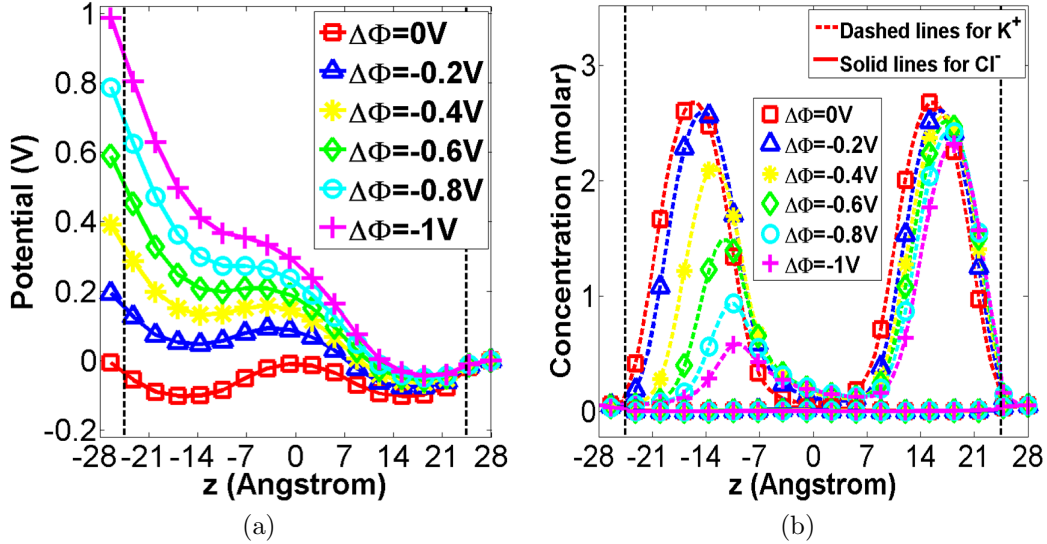 1
0.8
0.6
0.4
0.2
0
-0.2
Potential (V)
ΔΦ=0V
ΔΦ=-0.2V
ΔΦ=-0.4V
ΔΦ=-0.6V
ΔΦ=-0.8V
ΔΦ=-1V
-28 -21 -14 -7 0 7 14 21 28
z (Angstrom)
(a)
3
2
1
0
Concentration (molar)
Dashed lines for K⁺
Solid lines for Cl⁻
ΔΦ=0V
ΔΦ=-0.2V
ΔΦ=-0.4V
ΔΦ=-0.6V
ΔΦ=-0.8V
ΔΦ=-1V
-28 -21 -14 -7 0 7 14 21 28
z (Angstrom)
(b)